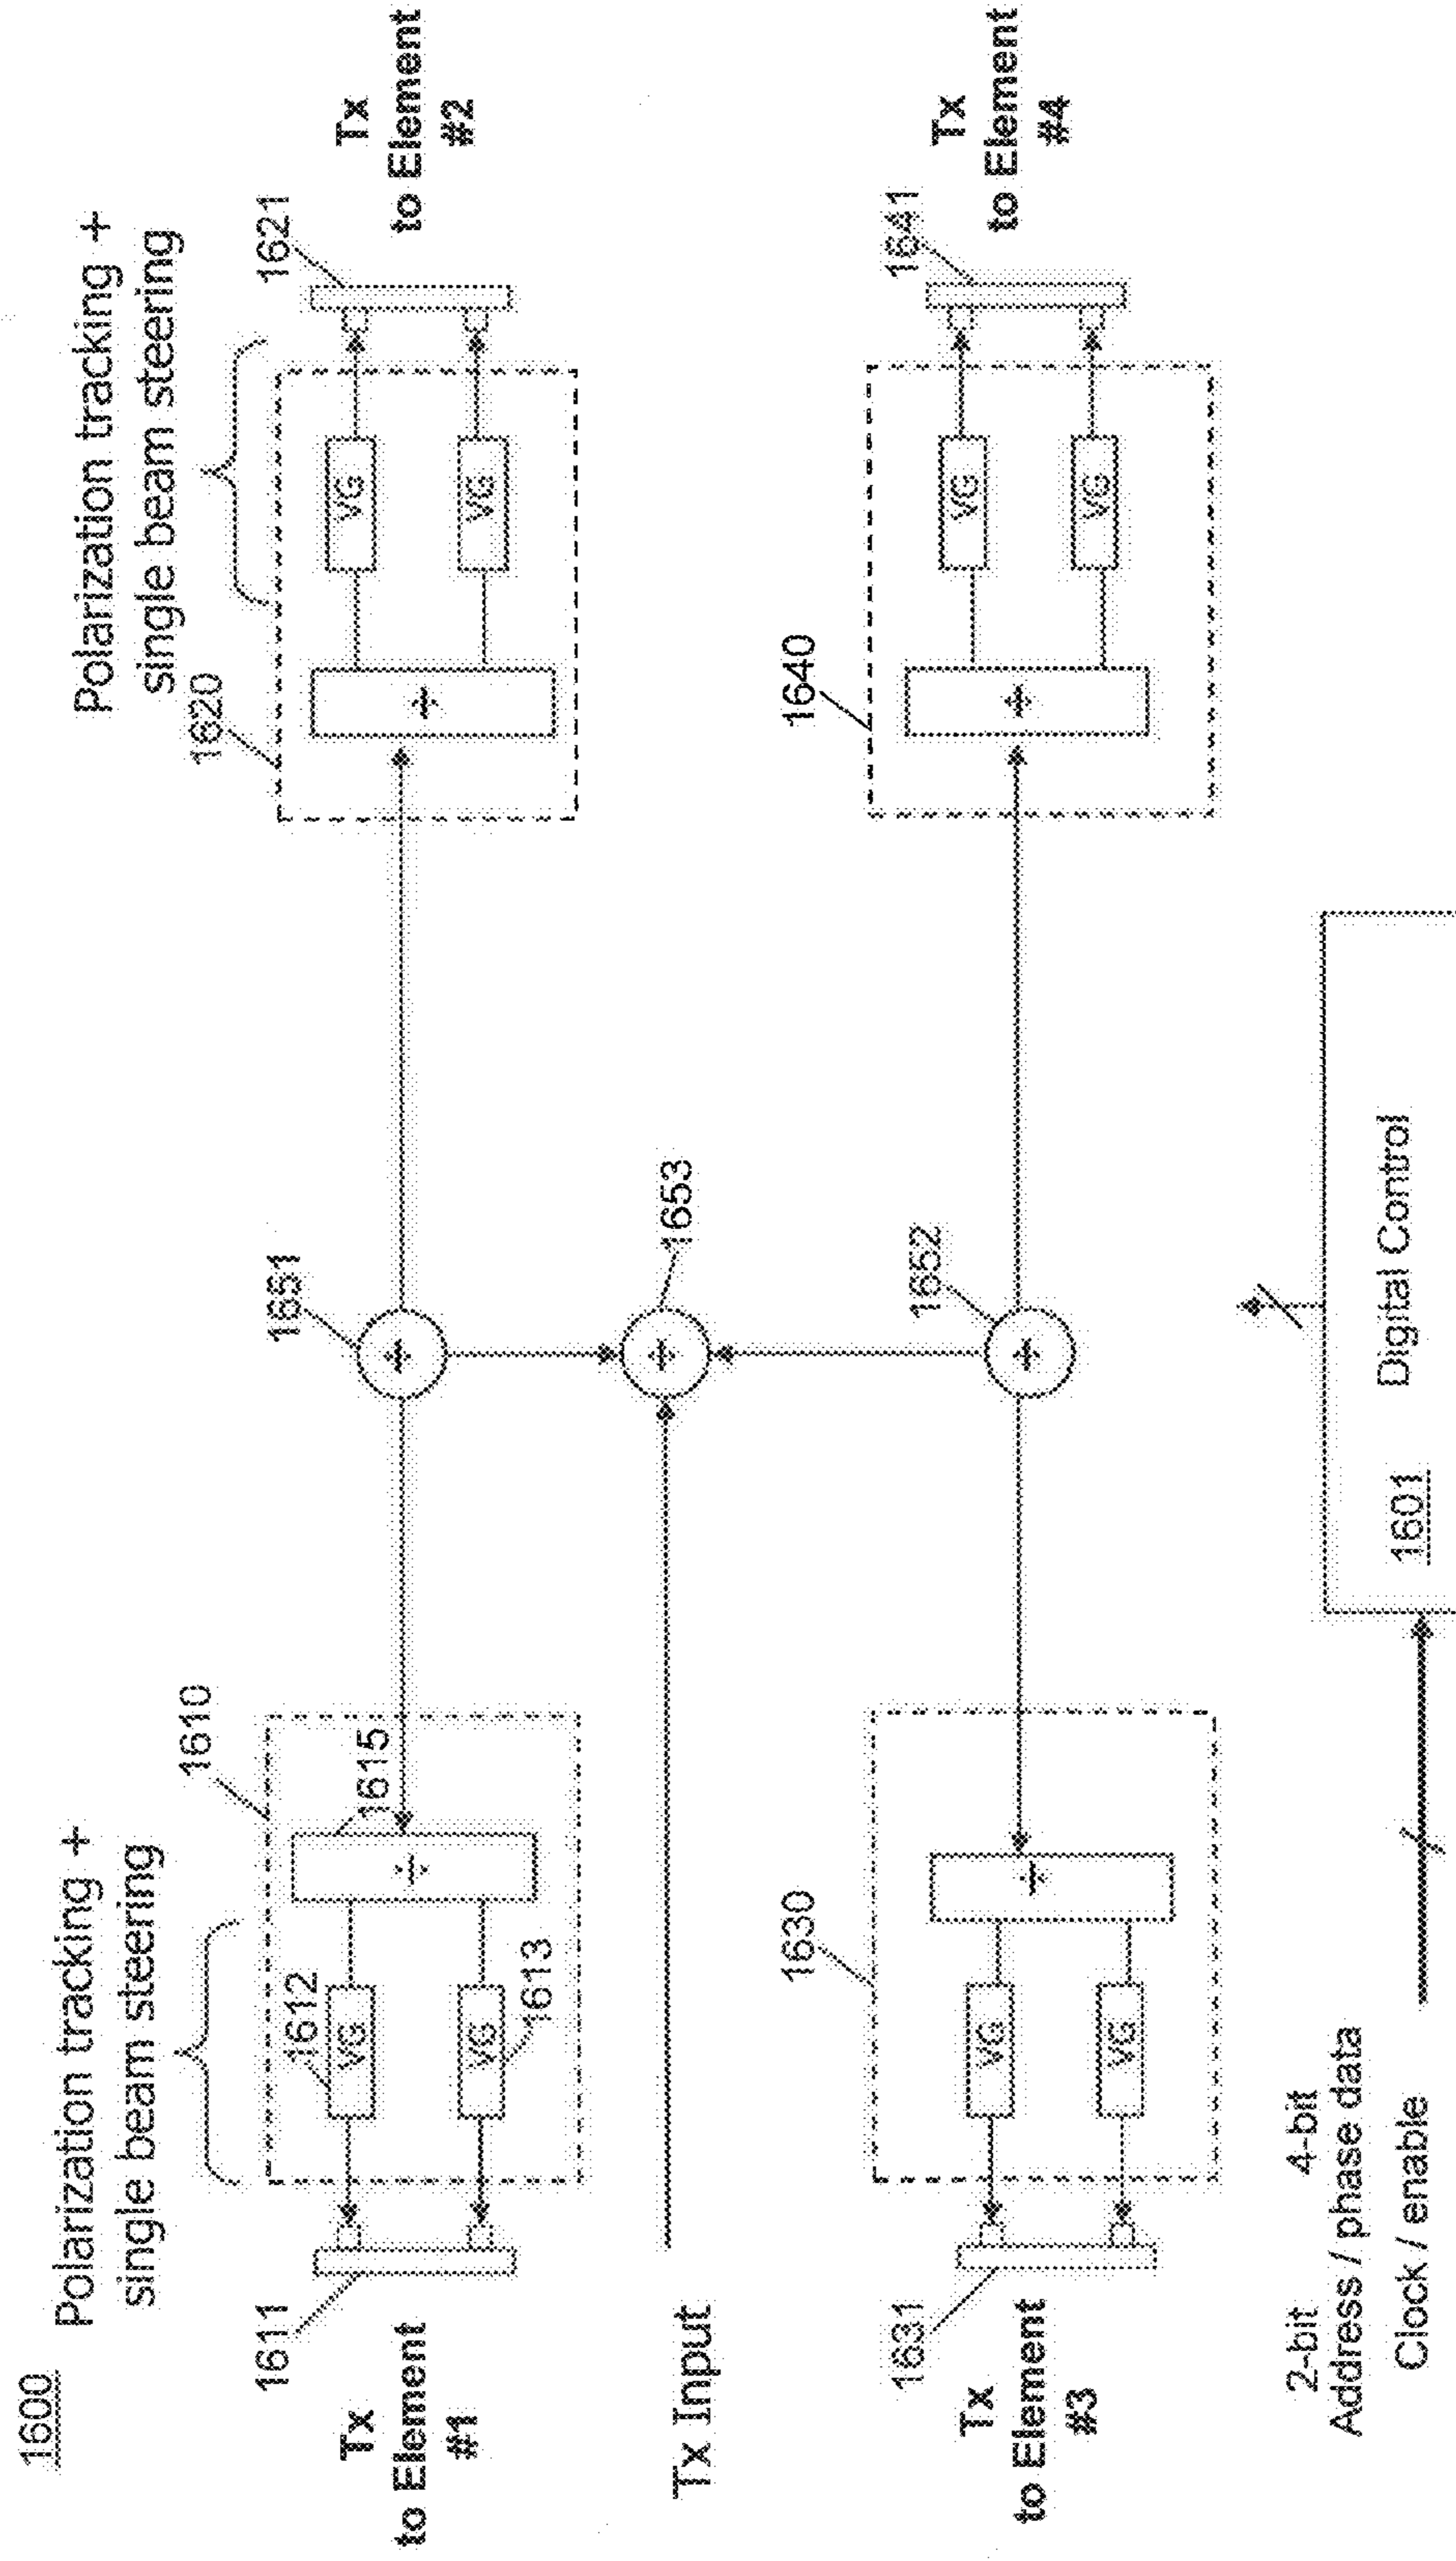 1600
Polarization tracking +
single beam steering
1610
Polarization tracking +
single beam steering
1620
1611
1612
VG
VG
1613
1615
÷
Tx
to Element
#1
1651
÷
÷
VG
VG
1621
Tx
to Element
#2
Tx Input
÷
1653
1630
1631
VG
VG
÷
Tx
to Element
#3
1652
÷
1640
÷
VG
VG
1641
Tx
to Element
#4
2-bit 4-bit
Address / phase data
Clock / enable
Digital Control
1601